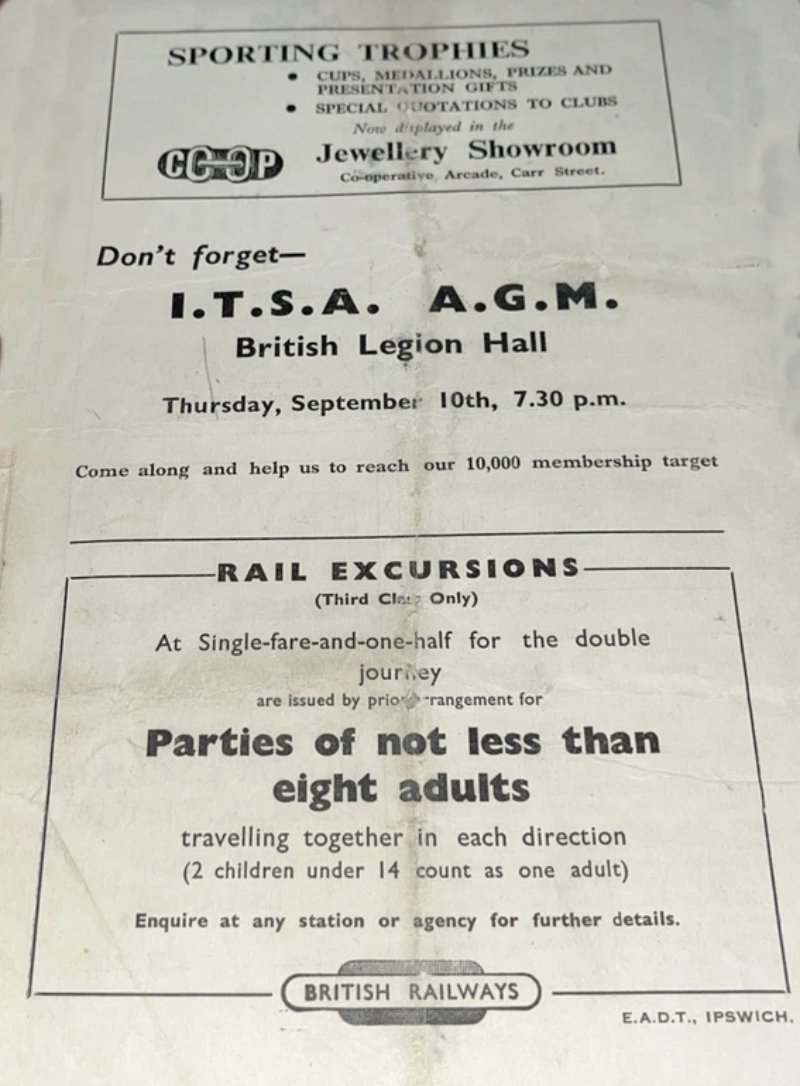 SPORTING TROPHIES
• CUPS, MEDALLIONS, PRIZES AND
PRESENTATION GIFTS
• SPECIAL QUOTATIONS TO CLUBS
Now displayed in the
CO-OP Jewellery Showroom
Co-operative Arcade, Carr Street.
Don't forget—
I.T.S.A. A.G.M.
British Legion Hall
Thursday, September 10th, 7.30 p.m.
Come along and help us to reach our 10,000 membership target
RAIL EXCURSIONS
(Third Class Only)
At Single-fare-and-one-half for the double
journey
are issued by prior arrangement for
Parties of not less than
eight adults
travelling together in each direction
(2 children under 14 count as one adult)
Enquire at any station or agency for further details.
BRITISH RAILWAYS
E.A.D.T., IPSWICH.